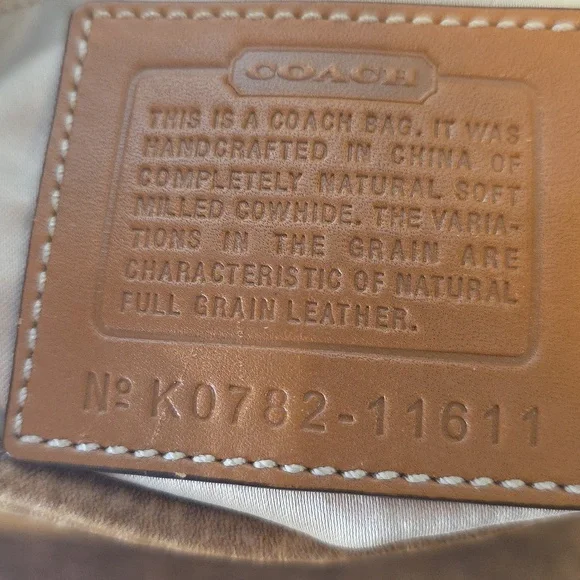 COACH
THIS IS A COACH BAG. IT WAS
HANDCRAFTED IN CHINA OF
COMPLETELY NATURAL SOFT
MILLED COWHIDE. THE VARIA-
TIONS IN THE GRAIN ARE
CHARACTERISTIC OF NATURAL
FULL GRAIN LEATHER.
Nº K0782-11611